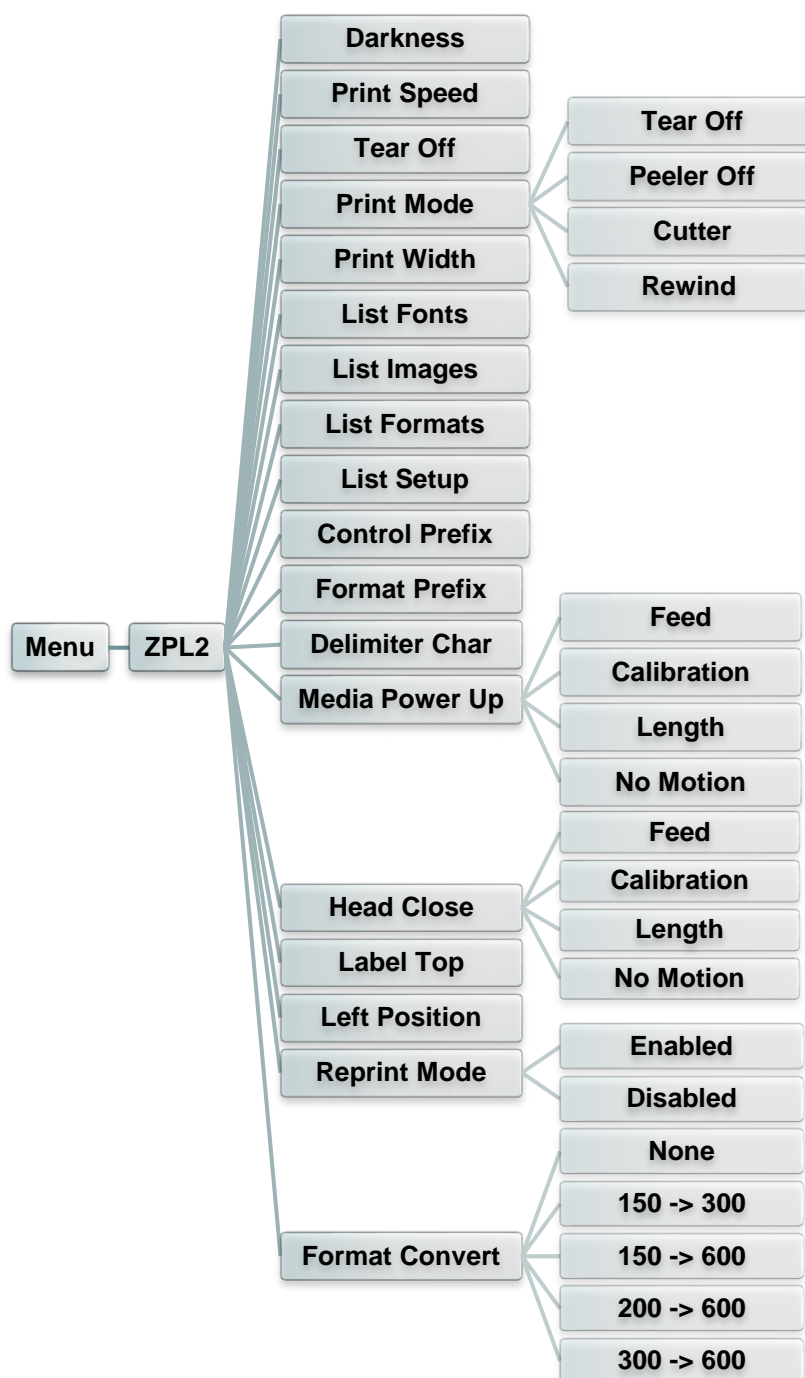 Menu
ZPL2
Darkness
Print Speed
Tear Off
Print Mode
Tear Off
Peeler Off
Cutter
Rewind
Print Width
List Fonts
List Images
List Formats
List Setup
Control Prefix
Format Prefix
Delimiter Char
Media Power Up
Feed
Calibration
Length
No Motion
Head Close
Feed
Calibration
Length
No Motion
Label Top
Left Position
Reprint Mode
Enabled
Disabled
Format Convert
None
150 -> 300
150 -> 600
200 -> 600
300 -> 600